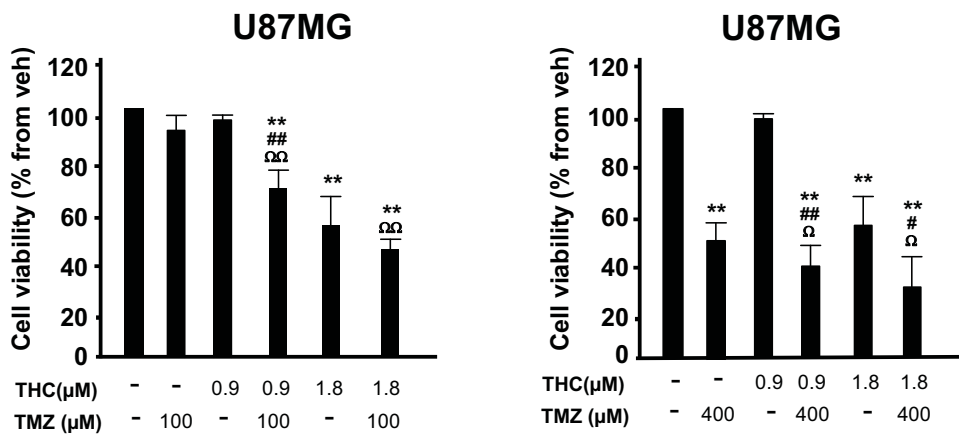 U87MG
Cell viability (% from veh)
120
100
80
60
40
20
0
**
##
ΩΩ
**
**
ΩΩ
THC(µM) - - 0.9 0.9 1.8 1.8
TMZ (µM) - 100 - 100 - 100
U87MG
Cell viability (% from veh)
120
100
80
60
40
20
0
**
**
##
Ω
**
**
#
Ω
THC(µM) - - 0.9 0.9 1.8 1.8
TMZ (µM) - 400 - 400 - 400